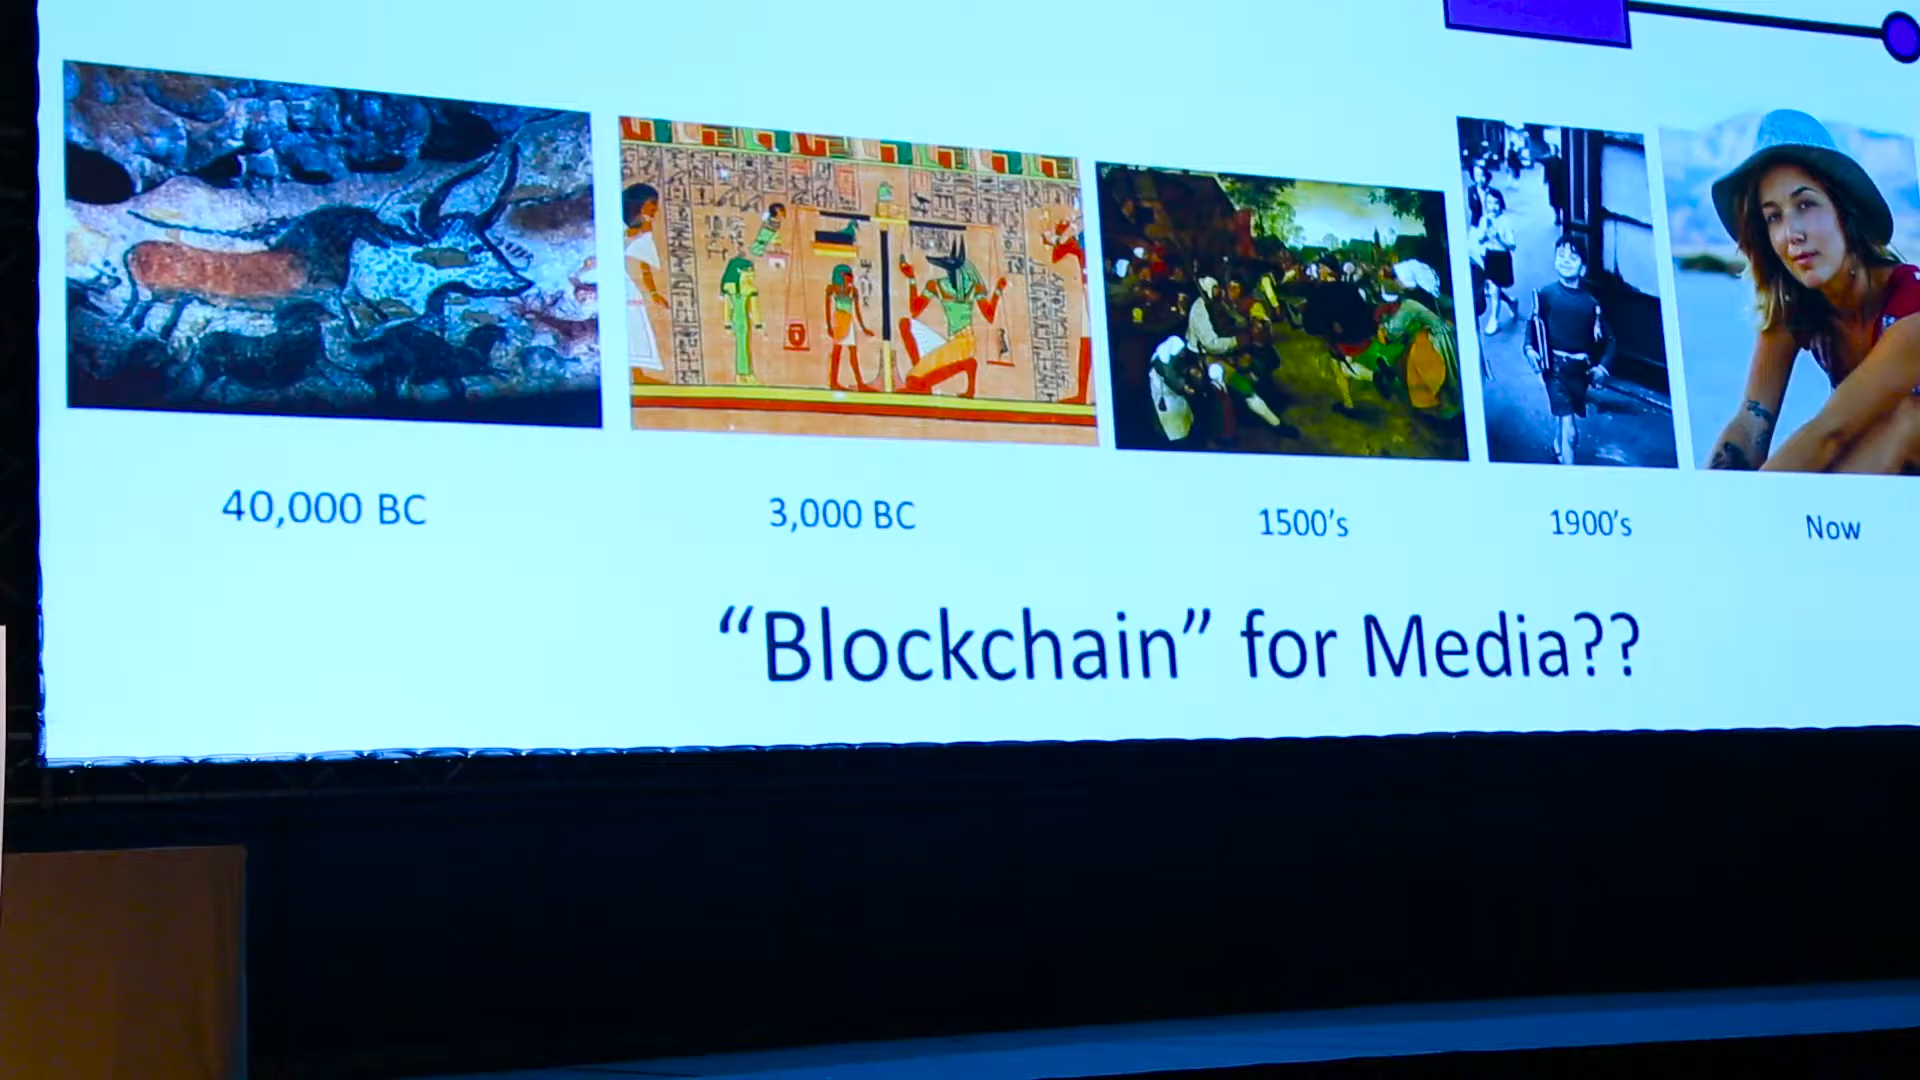 40,000 BC
3,000 BC
1500's
1900's
Now
“Blockchain” for Media??